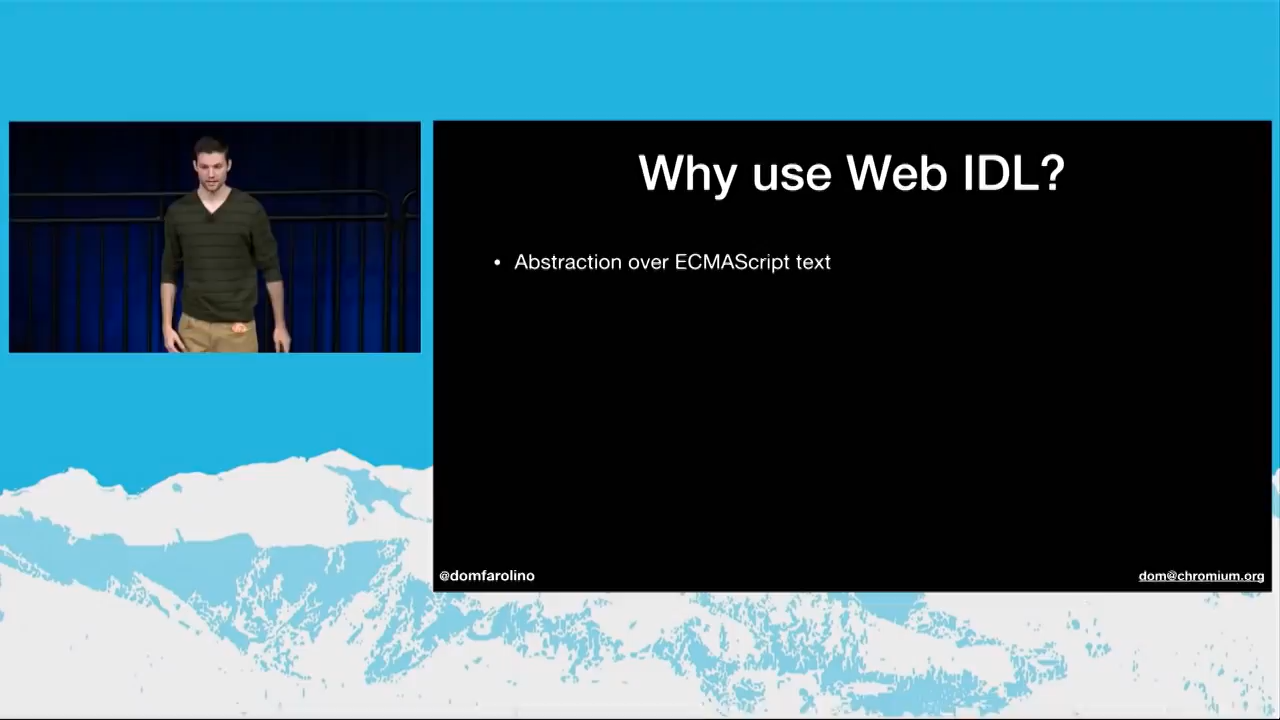 Why use Web IDL?
• Abstraction over ECMAScript text
@domfarolino
dom@chromium.org